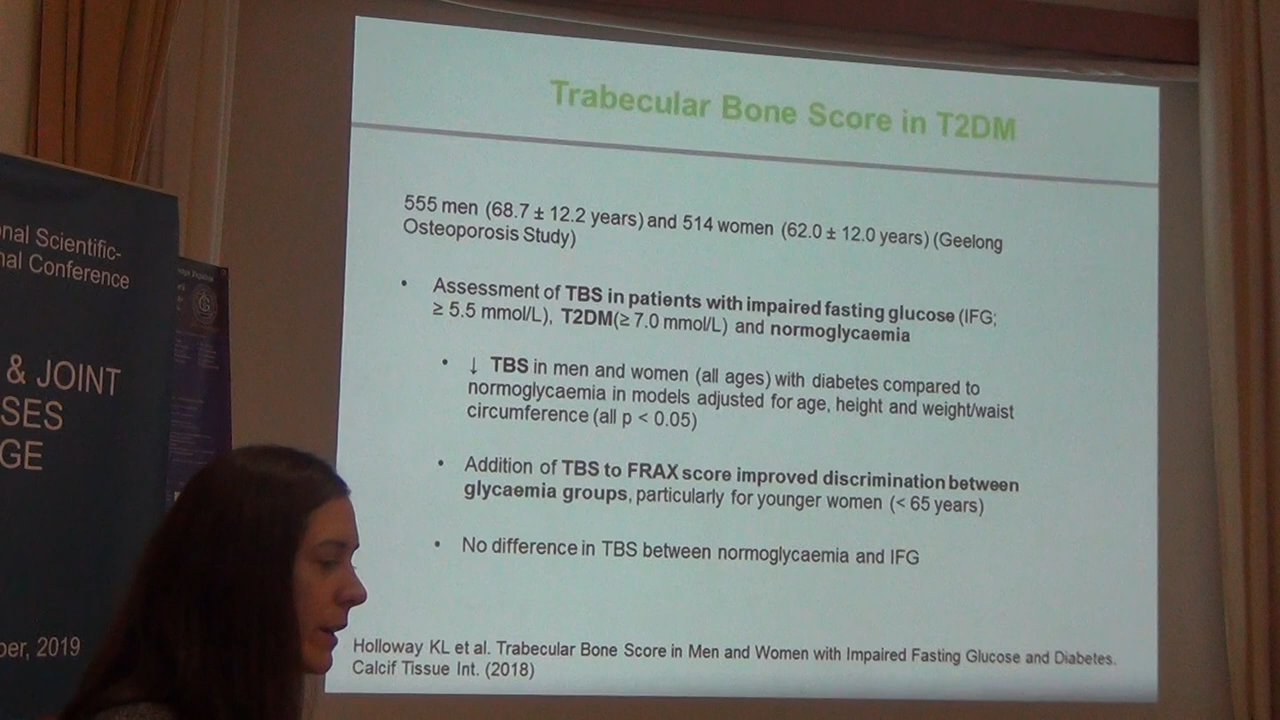 Trabecular Bone Score in T2DM
555 men (68.7 ± 12.2 years) and 514 women (62.0 ± 12.0 years) (Geelong
Osteoporosis Study)
• Assessment of TBS in patients with impaired fasting glucose (IFG;
≥ 5.5 mmol/L), T2DM(≥ 7.0 mmol/L) and normoglycaemia
• ↓ TBS in men and women (all ages) with diabetes compared to
normoglycaemia in models adjusted for age, height and weight/waist
circumference (all p < 0.05)
• Addition of TBS to FRAX score improved discrimination between
glycaemia groups, particularly for younger women (< 65 years)
• No difference in TBS between normoglycaemia and IFG
Holloway KL et al. Trabecular Bone Score in Men and Women with Impaired Fasting Glucose and Diabetes.
Calcif Tissue Int. (2018)
nal Scientific-
nal Conference
& JOINT
SES
GE
ber, 2019